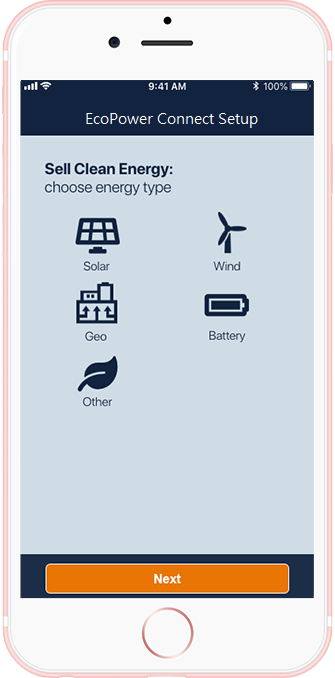 9:41 AM
100%
EcoPower Connect Setup
Sell Clean Energy:
choose energy type
Solar
Wind
Geo
Battery
Other
Next